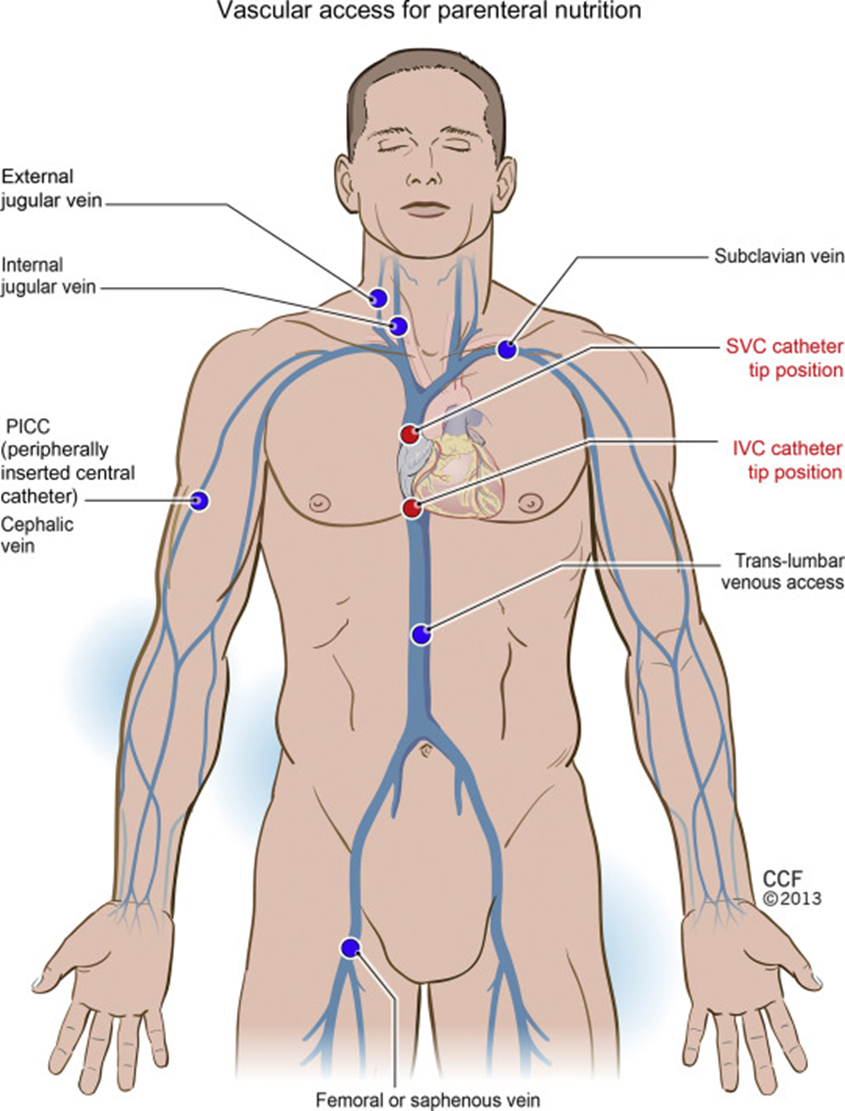 Vascular access for parenteral nutrition
External
jugular vein
Internal
jugular vein
PICC
(peripherally
inserted central
catheter)
Cephalic
vein
Subclavian vein
SVC catheter
tip position
IVC catheter
tip position
Trans-lumbar
venous access
CCF
©2013
Femoral or saphenous vein